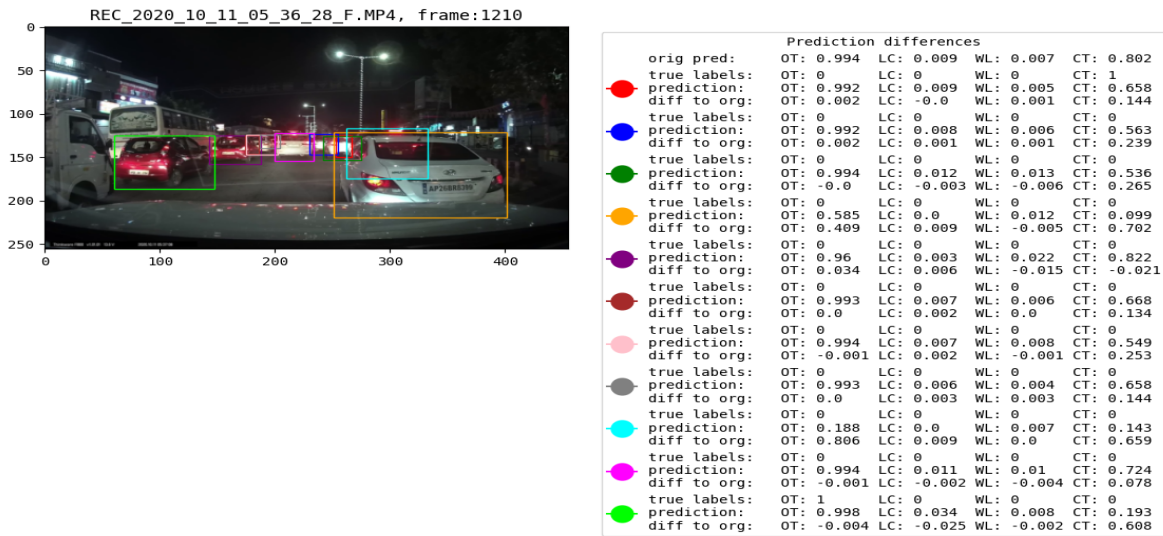 REC_2020_10_11_05_36_28_F.MP4, frame:1210
0
50
100
150
200
250
0 100 200 300 400
AP26BR8399
Prediction differences
orig pred: OT: 0.994 LC: 0.009 WL: 0.007 CT: 0.802
true labels: OT: 0 LC: 0 WL: 0 CT: 1
prediction: OT: 0.992 LC: 0.009 WL: 0.005 CT: 0.658
diff to org: OT: 0.002 LC: -0.0 WL: 0.001 CT: 0.144
true labels: OT: 0 LC: 0 WL: 0 CT: 0
prediction: OT: 0.992 LC: 0.008 WL: 0.006 CT: 0.563
diff to org: OT: 0.002 LC: 0.001 WL: 0.001 CT: 0.239
true labels: OT: 0 LC: 0 WL: 0 CT: 0
prediction: OT: 0.994 LC: 0.012 WL: 0.013 CT: 0.536
diff to org: OT: -0.0 LC: -0.003 WL: -0.006 CT: 0.265
true labels: OT: 0 LC: 0 WL: 0 CT: 0
prediction: OT: 0.585 LC: 0.0 WL: 0.012 CT: 0.099
diff to org: OT: 0.409 LC: 0.009 WL: -0.005 CT: 0.702
true labels: OT: 0 LC: 0 WL: 0 CT: 0
prediction: OT: 0.96 LC: 0.003 WL: 0.022 CT: 0.822
diff to org: OT: 0.034 LC: 0.006 WL: -0.015 CT: -0.021
true labels: OT: 0 LC: 0 WL: 0 CT: 0
prediction: OT: 0.993 LC: 0.007 WL: 0.006 CT: 0.668
diff to org: OT: 0.0 LC: 0.002 WL: 0.0 CT: 0.134
true labels: OT: 0 LC: 0 WL: 0 CT: 0
prediction: OT: 0.994 LC: 0.007 WL: 0.008 CT: 0.549
diff to org: OT: -0.001 LC: 0.002 WL: -0.001 CT: 0.253
true labels: OT: 0 LC: 0 WL: 0 CT: 0
prediction: OT: 0.993 LC: 0.006 WL: 0.004 CT: 0.658
diff to org: OT: 0.0 LC: 0.003 WL: 0.003 CT: 0.144
true labels: OT: 0 LC: 0 WL: 0 CT: 0
prediction: OT: 0.188 LC: 0.0 WL: 0.007 CT: 0.143
diff to org: OT: 0.806 LC: 0.009 WL: 0.0 CT: 0.659
true labels: OT: 0 LC: 0 WL: 0 CT: 0
prediction: OT: 0.994 LC: 0.011 WL: 0.01 CT: 0.724
diff to org: OT: -0.001 LC: -0.002 WL: -0.004 CT: 0.078
true labels: OT: 1 LC: 0 WL: 0 CT: 0
prediction: OT: 0.998 LC: 0.034 WL: 0.008 CT: 0.193
diff to org: OT: -0.004 LC: -0.025 WL: -0.002 CT: 0.608